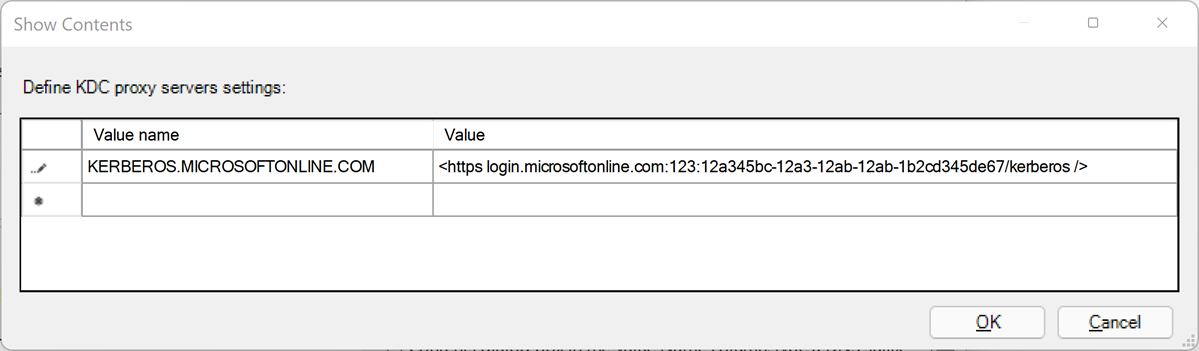 Show Contents
Define KDC proxy servers settings:
Value name Value
KERBEROS.MICROSOFTONLINE.COM <https login.microsoftonline.com:123:12a345bc-12a3-12ab-12ab-1b2cd345de67/kerberos />
OK Cancel